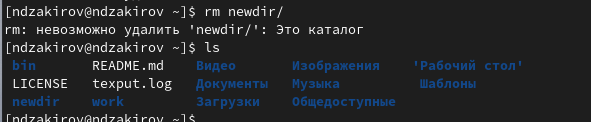 [ndzakirov@ndzakirov ~]$ rm newdir/
rm: невозможно удалить 'newdir/': Это каталог
[ndzakirov@ndzakirov ~]$ ls
bin README.md Видео Изображения 'Рабочий стол'
LICENSE texput.log Документы Музыка Шаблоны
newdir work Загрузки Общедоступные
[ndzakirov@ndzakirov ~]$